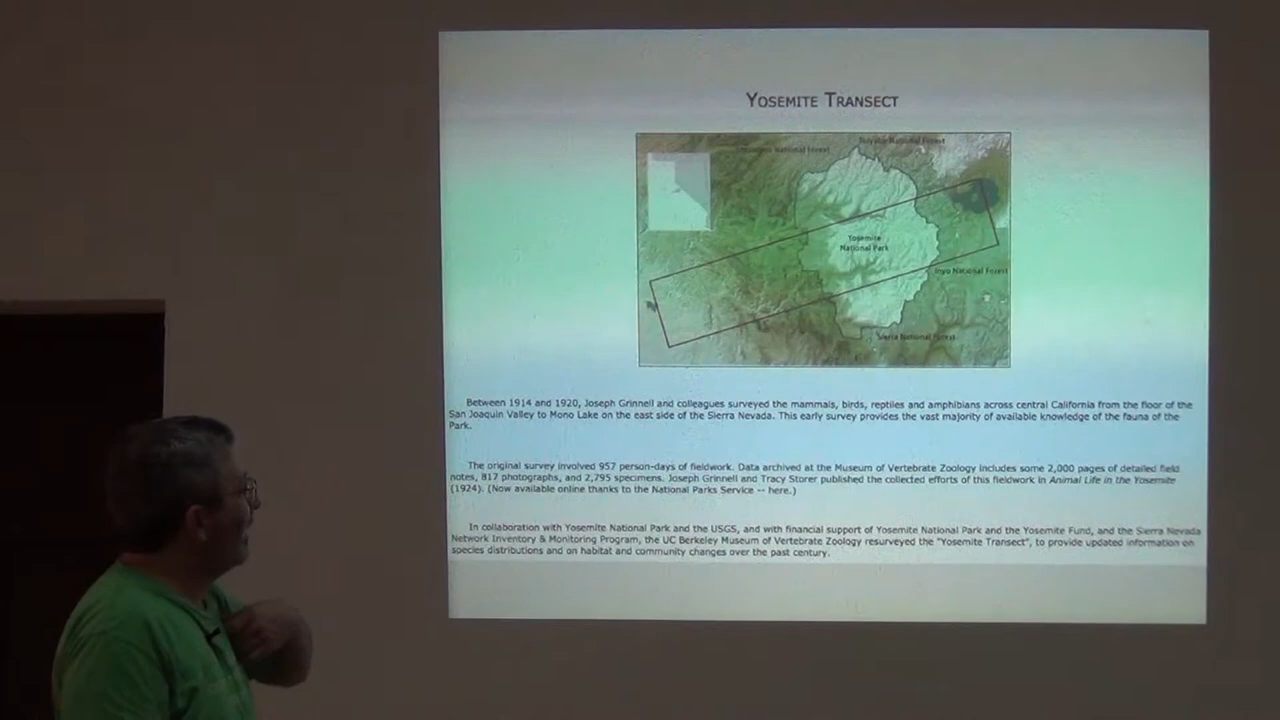 YOSEMITE TRANSECT
National Forest
National Forest
Yosemite
National Park
Inyo National Forest
Sierra National Forest
Between 1914 and 1920, Joseph Grinnell and colleagues surveyed the mammals, birds, reptiles and amphibians across central California from the floor of the
San Joaquin Valley to Mono Lake on the east side of the Sierra Nevada. This early survey provides the vast majority of available knowledge of the fauna of the
Park.
The original survey involved 957 person-days of fieldwork. Data archived at the Museum of Vertebrate Zoology includes some 2,000 pages of detailed field
notes, 817 photographs, and 2,795 specimens. Joseph Grinnell and Tracy Storer published the collected efforts of this fieldwork in Animal Life in the Yosemite
(1924). (Now available online thanks to the National Parks Service -- here.)
In collaboration with Yosemite National Park and the USGS, and with financial support of Yosemite National Park and the Yosemite Fund, and the Sierra Nevada
Network Inventory & Monitoring Program, the UC Berkeley Museum of Vertebrate Zoology resurveyed the "Yosemite Transect", to provide updated information on
species distributions and on habitat and community changes over the past century.